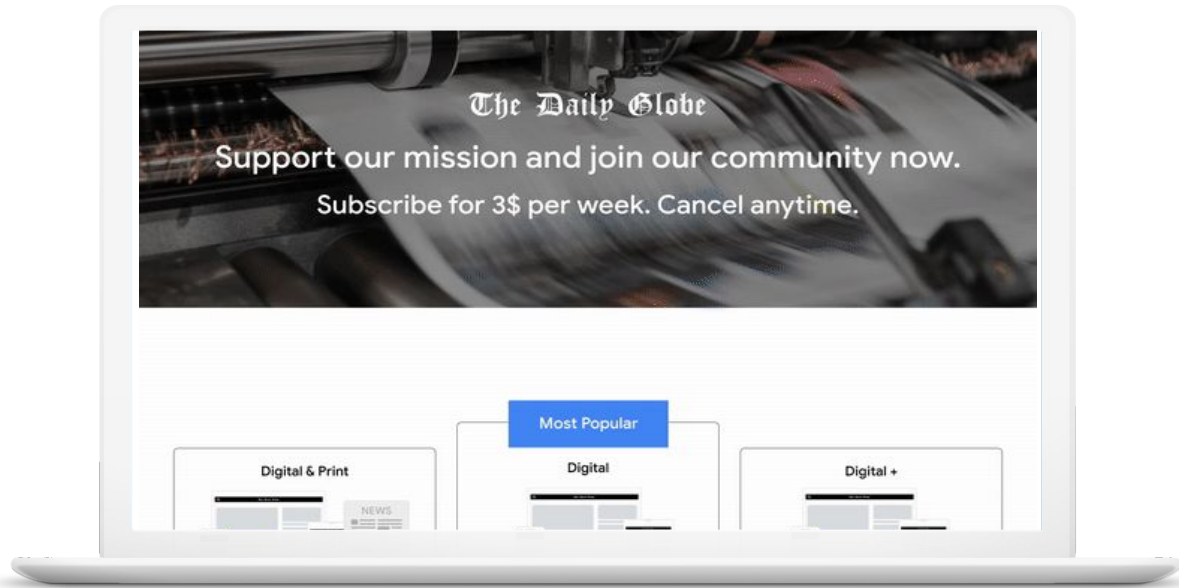 The Daily Globe
Support our mission and join our community now.
Subscribe for 3$ per week. Cancel anytime.
Most Popular
Digital & Print
Digital
Digital +
NEWS